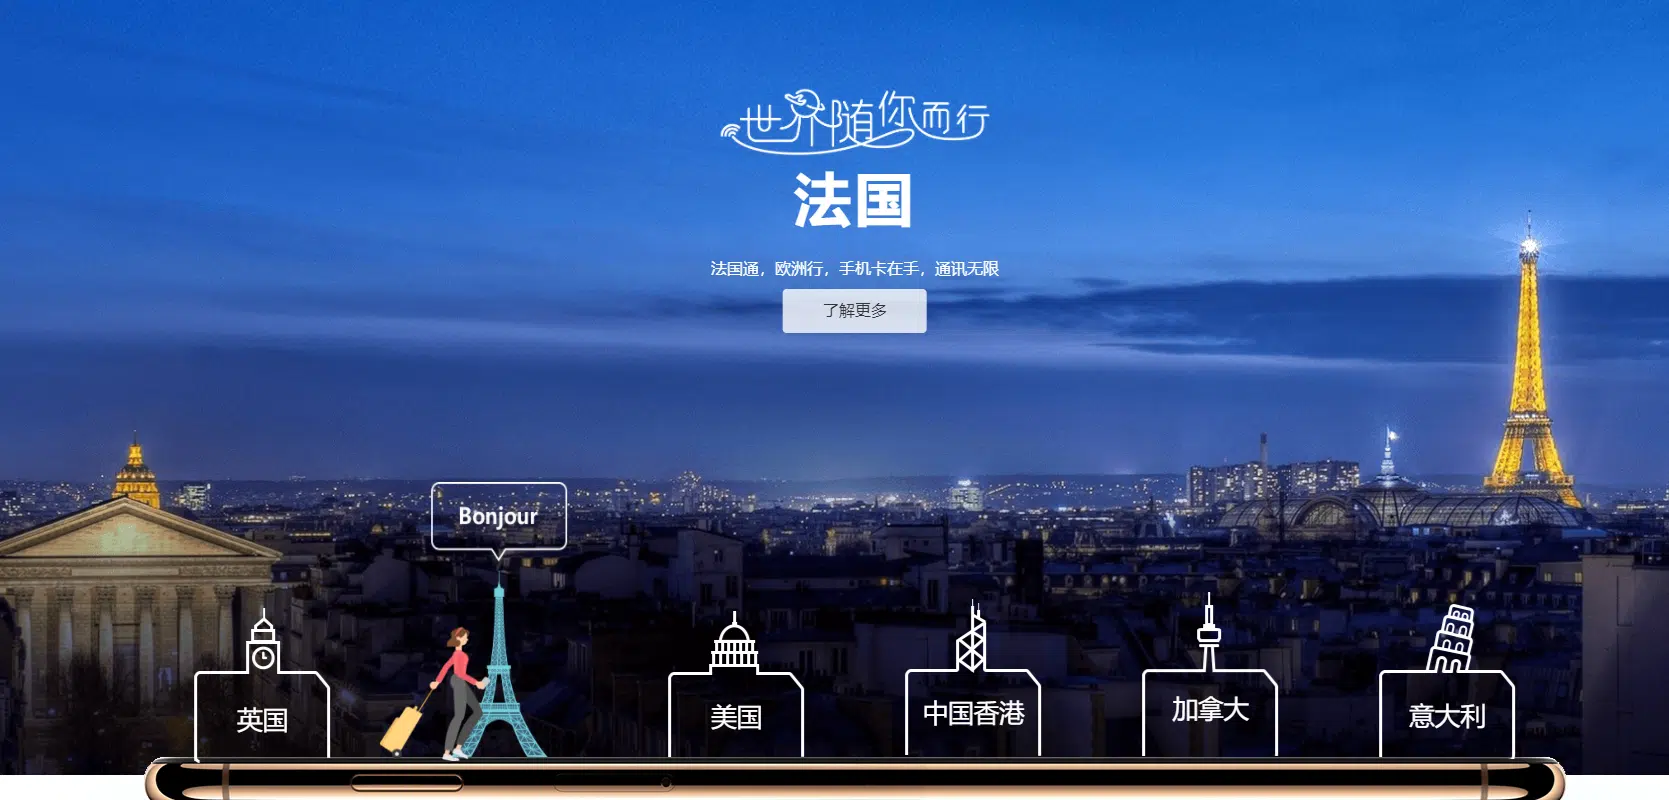 世界随你而行
法国
法国通，欧洲行，手机卡在手，通讯无限
了解更多
Bonjour
英国
美国
中国香港
加拿大
意大利